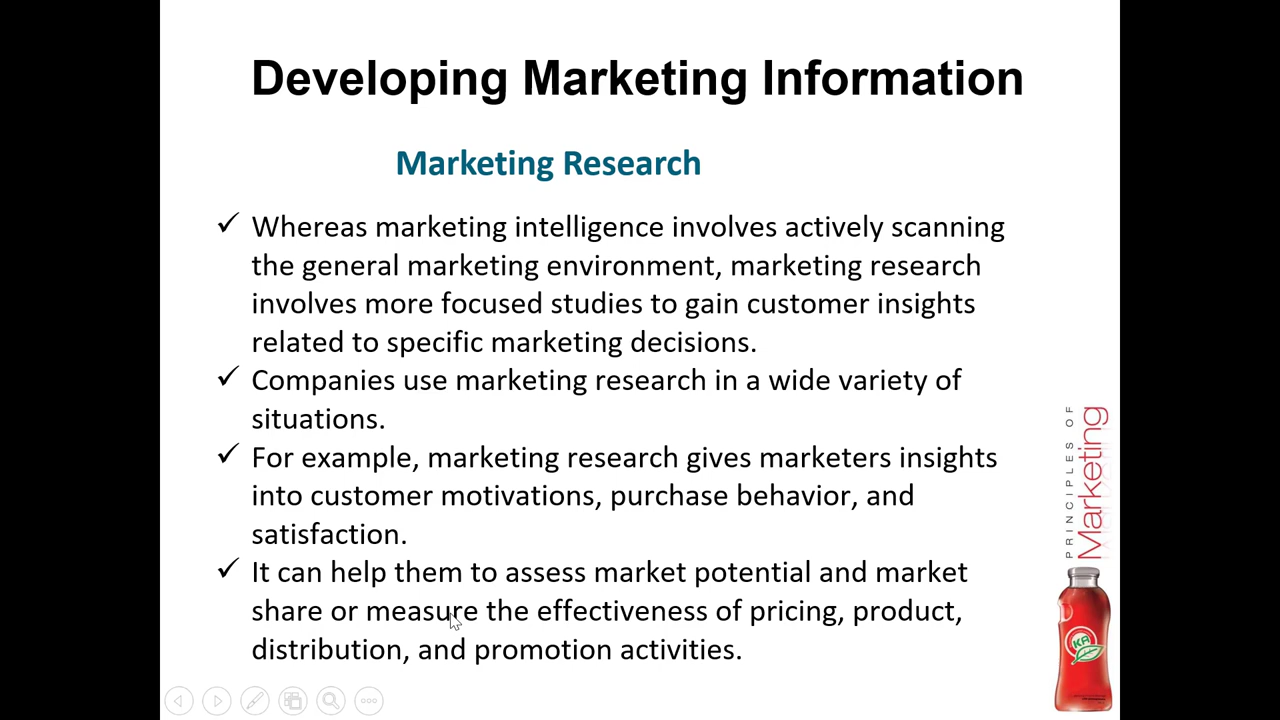 Developing Marketing Information
Marketing Research
✓ Whereas marketing intelligence involves actively scanning
the general marketing environment, marketing research
involves more focused studies to gain customer insights
related to specific marketing decisions.
✓ Companies use marketing research in a wide variety of
situations.
✓ For example, marketing research gives marketers insights
into customer motivations, purchase behavior, and
satisfaction.
✓ It can help them to assess market potential and market
share or measure the effectiveness of pricing, product,
distribution, and promotion activities.
PRINCIPLES OF
Marketing